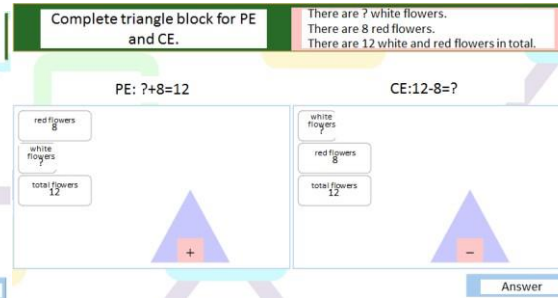 Complete triangle block for PE
and CE.
There are ? white flowers.
There are 8 red flowers.
There are 12 white and red flowers in total.
PE: ?+8=12
CE:12-8=?
red flowers
8
white
flowers
?
total flowers
12
+
white
flowers
?
red flowers
8
total flowers
12
−
Answer